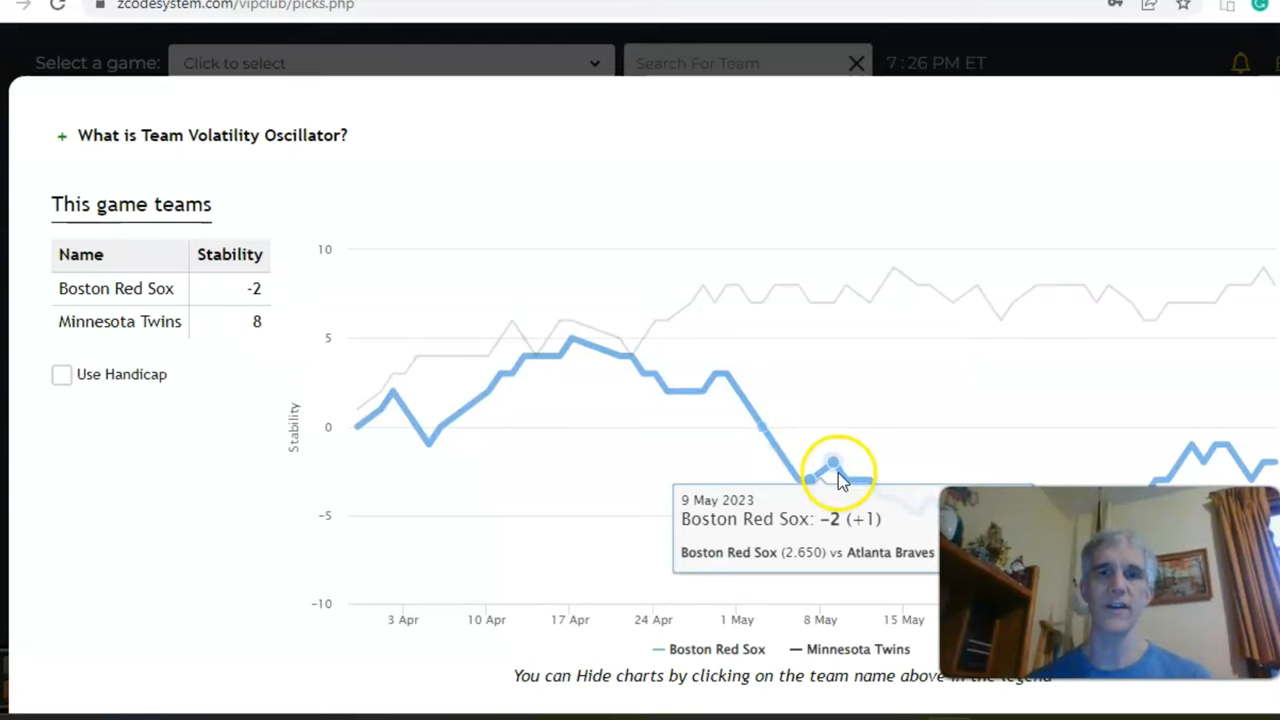 zcodesystem.com/vipclub/picks.php
Select a game: Click to select Search For Team 7:26 PM ET
+ What is Team Volatility Oscillator?
This game teams
Name Stability
Boston Red Sox -2
Minnesota Twins 8
Use Handicap
Stability
10
5
0
-5
-10
9 May 2023
Boston Red Sox: -2 (+1)
Boston Red Sox (2.650) vs Atlanta Braves
3 Apr 10 Apr 17 Apr 24 Apr 1 May 8 May 15 May
Boston Red Sox Minnesota Twins
You can Hide charts by clicking on the team name above in the legend